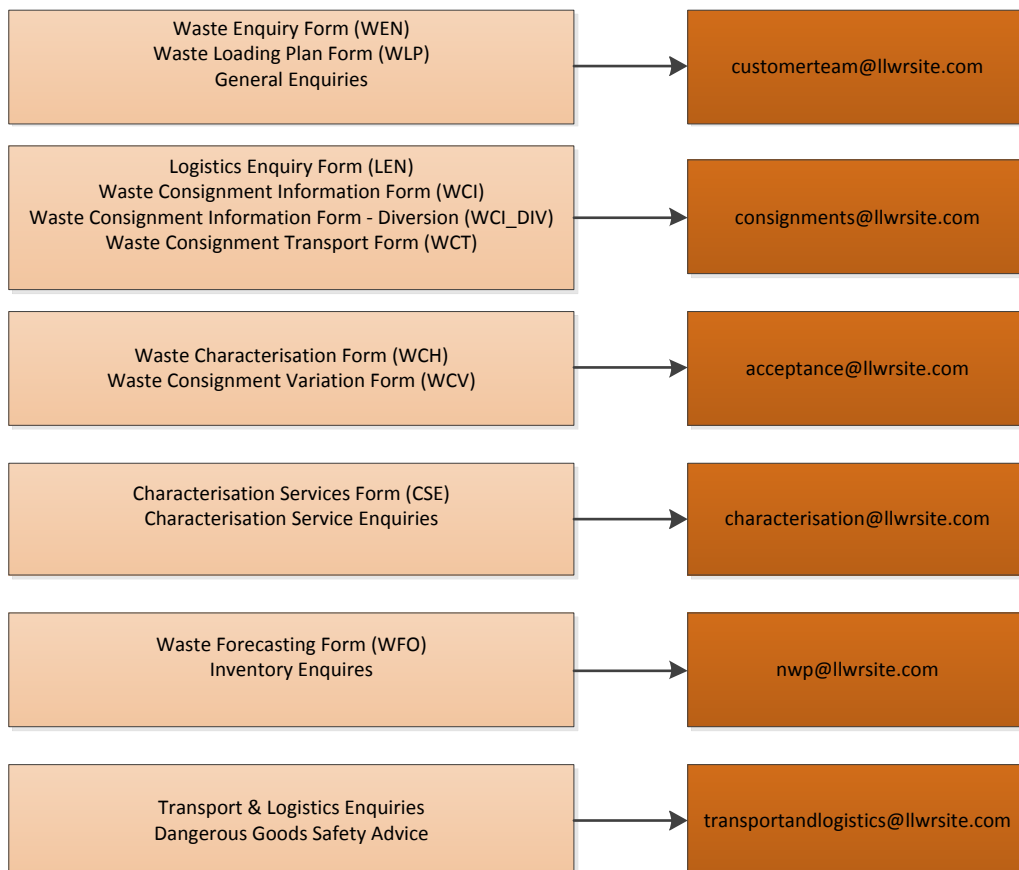 Waste Enquiry Form (WEN)
Waste Loading Plan Form (WLP)
General Enquiries
customerteam@llwrsite.com
Logistics Enquiry Form (LEN)
Waste Consignment Information Form (WCI)
Waste Consignment Information Form - Diversion (WCI_DIV)
Waste Consignment Transport Form (WCT)
consignments@llwrsite.com
Waste Characterisation Form (WCH)
Waste Consignment Variation Form (WCV)
acceptance@llwrsite.com
Characterisation Services Form (CSE)
Characterisation Service Enquiries
characterisation@llwrsite.com
Waste Forecasting Form (WFO)
Inventory Enquires
nwp@llwrsite.com
Transport & Logistics Enquiries
Dangerous Goods Safety Advice
transportandlogistics@llwrsite.com